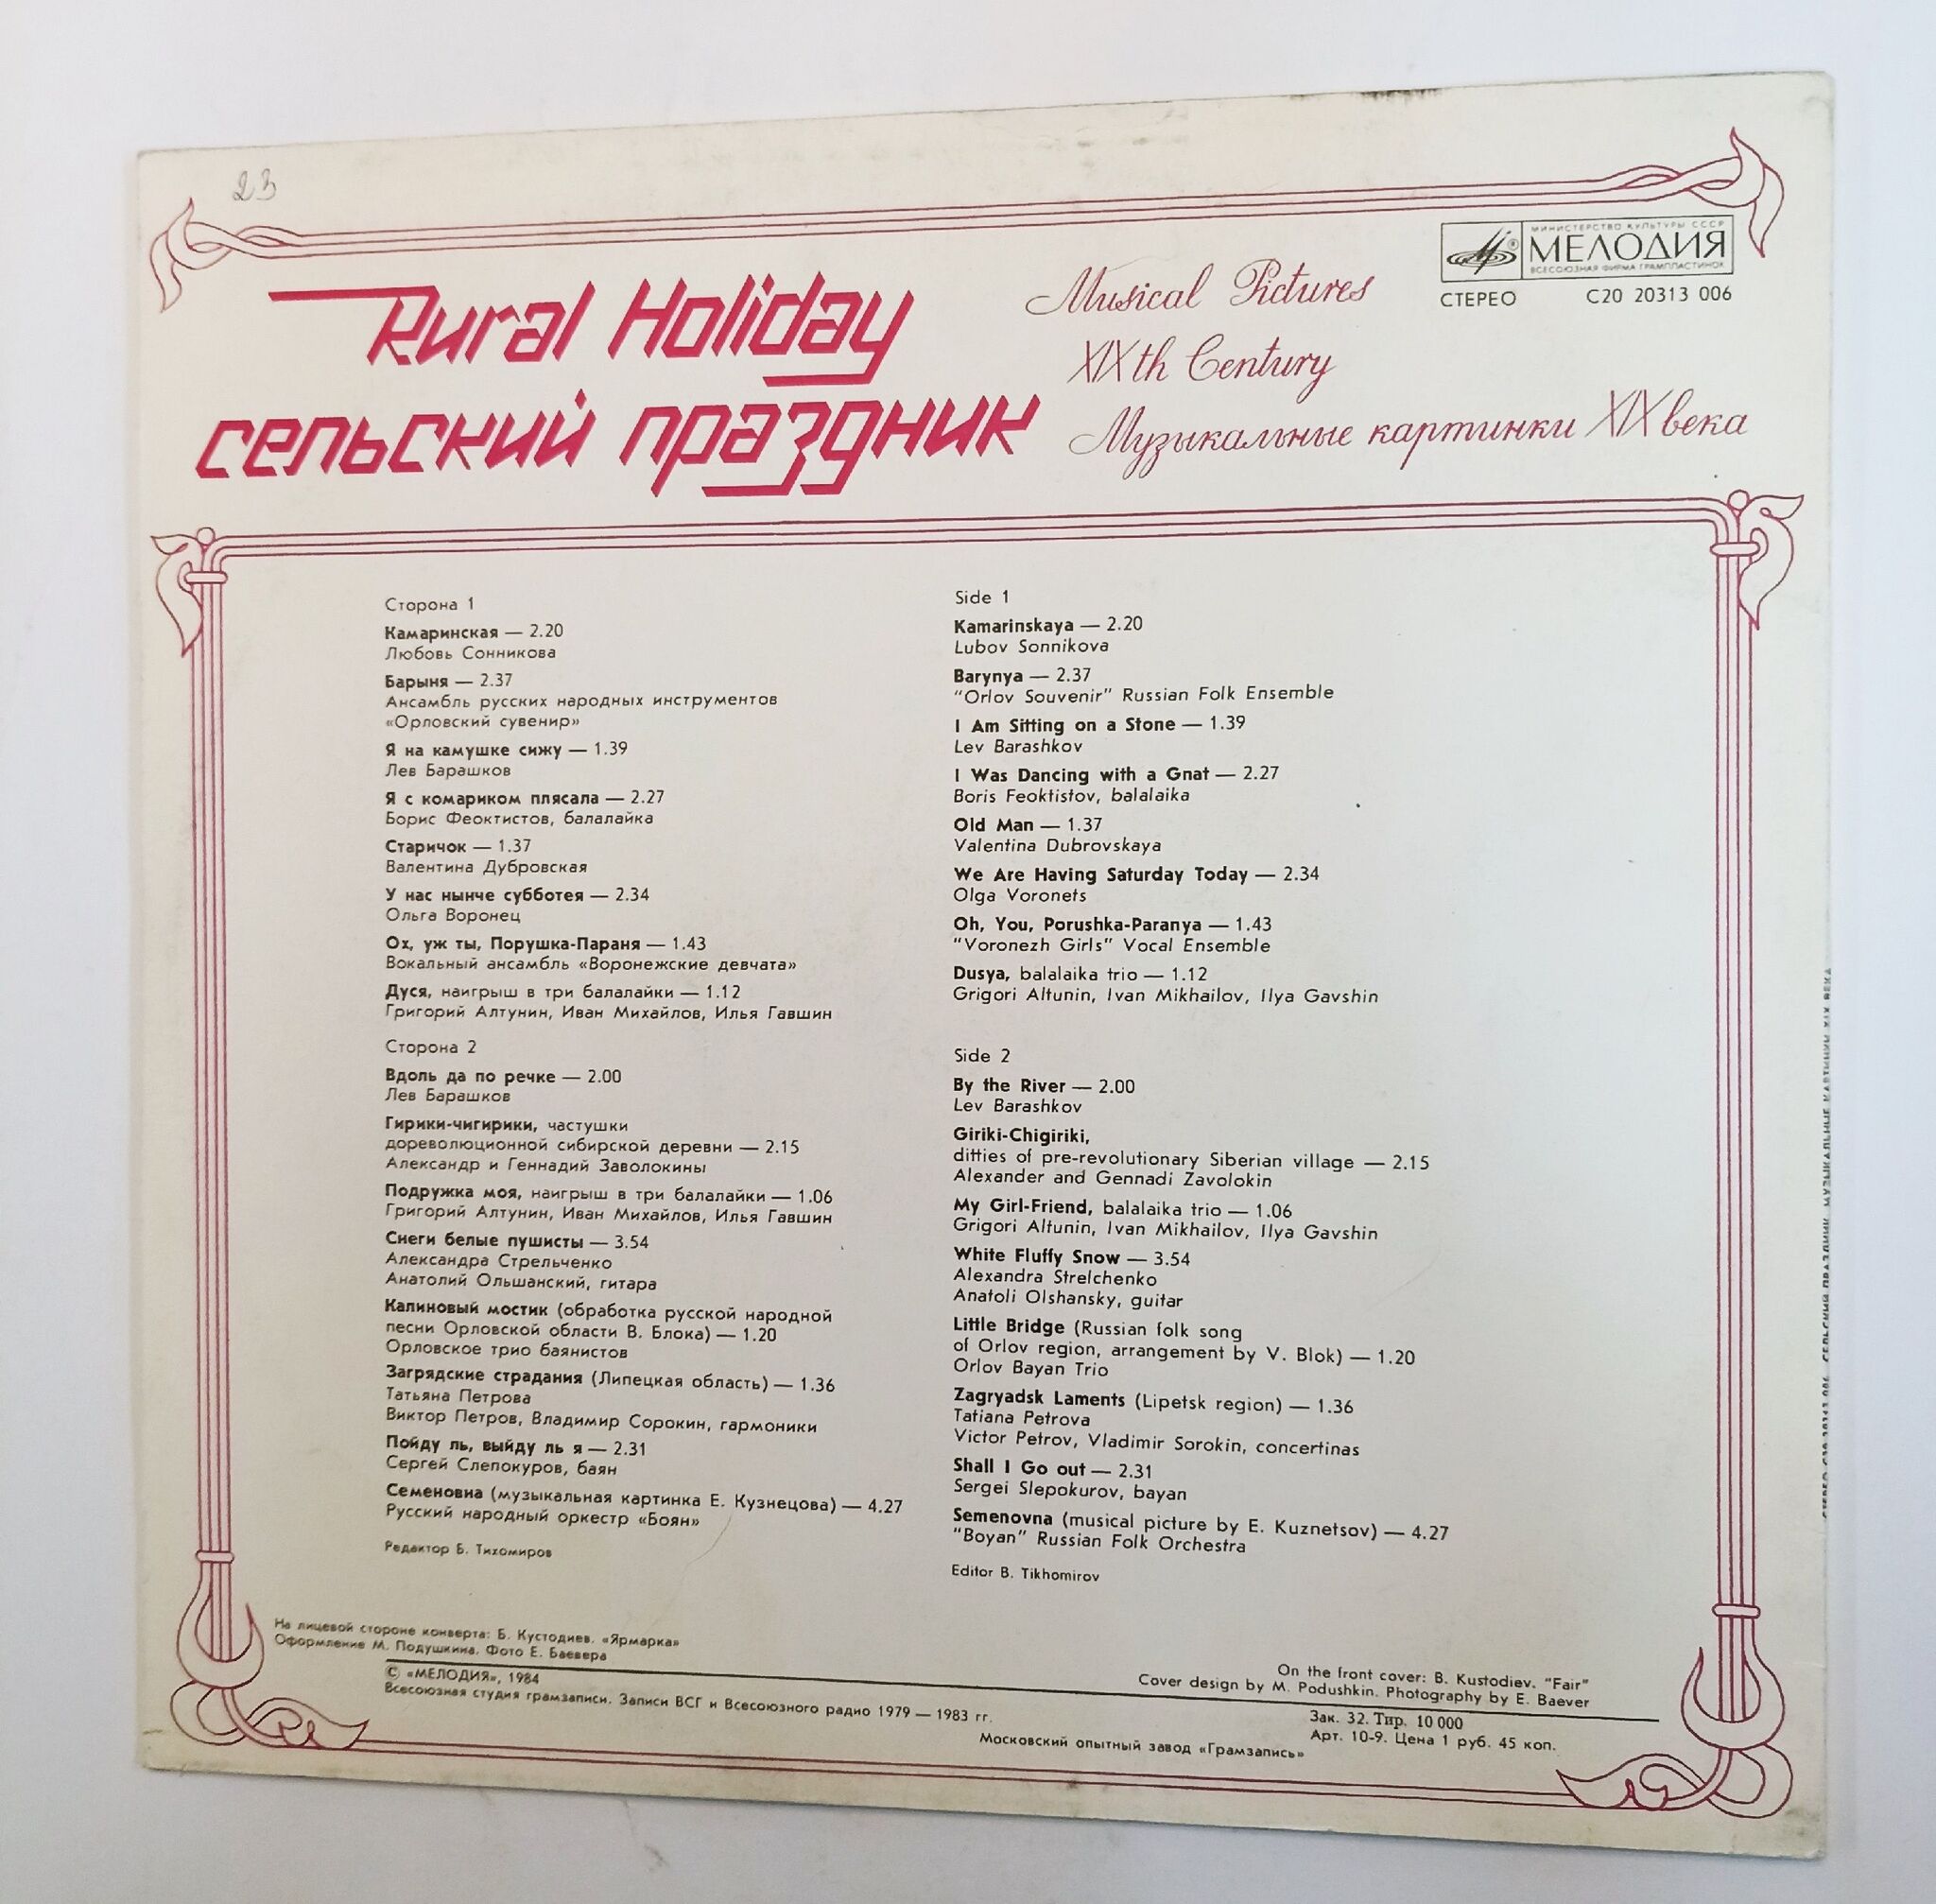 23
МИНИСТЕРСТВО КУЛЬТУРЫ СССР
МЕЛОДИЯ
ВСЕСОЮЗНАЯ ФИРМА ГРАМПЛАСТИНОК
СТЕРЕО С20 20313 006
Rural Holiday
сельский праздник
Musical Pictures
XIXth Century
Музыкальные картинки XIX века
Сторона 1
Камаринская — 2.20
Любовь Сонникова
Барыня — 2.37
Ансамбль русских народных инструментов
«Орловский сувенир»
Я на камушке сижу — 1.39
Лев Барашков
Я с комариком плясала — 2.27
Борис Феоктистов, балалайка
Старичок — 1.37
Валентина Дубровская
У нас нынче субботея — 2.34
Ольга Воронец
Ох, уж ты, Порушка-Параня — 1.43
Вокальный ансамбль «Воронежские девчата»
Дуся, наигрыш в три балалайки — 1.12
Григорий Алтунин, Иван Михайлов, Илья Гавшин
Сторона 2
Вдоль да по речке — 2.00
Лев Барашков
Гирики-чигирики, частушки
дореволюционной сибирской деревни — 2.15
Александр и Геннадий Заволокины
Подружка моя, наигрыш в три балалайки — 1.06
Григорий Алтунин, Иван Михайлов, Илья Гавшин
Снеги белые пушисты — 3.54
Александра Стрельченко
Анатолий Ольшанский, гитара
Калиновый мостик (обработка русской народной
песни Орловской области В. Блока) — 1.20
Орловское трио баянистов
Загрядские страдания (Липецкая область) — 1.36
Татьяна Петрова
Виктор Петров, Владимир Сорокин, гармоники
Пойду ль, выйду ль я — 2.31
Сергей Слепокуров, баян
Семеновна (музыкальная картинка Е. Кузнецова) — 4.27
Русский народный оркестр «Боян»
Редактор Б. Тихомиров
Side 1
Kamarinskaya — 2.20
Lubov Sonnikova
Barynya — 2.37
"Orlov Souvenir" Russian Folk Ensemble
I Am Sitting on a Stone — 1.39
Lev Barashkov
I Was Dancing with a Gnat — 2.27
Boris Feoktistov, balalaika
Old Man — 1.37
Valentina Dubrovskaya
We Are Having Saturday Today — 2.34
Olga Voronets
Oh, You, Porushka-Paranya — 1.43
"Voronezh Girls" Vocal Ensemble
Dusya, balalaika trio — 1.12
Grigori Altunin, Ivan Mikhailov, Ilya Gavshin
Side 2
By the River — 2.00
Lev Barashkov
Giriki-Chigiriki,
ditties of pre-revolutionary Siberian village — 2.15
Alexander and Gennadi Zavolokin
My Girl-Friend, balalaika trio — 1.06
Grigori Altunin, Ivan Mikhailov, Ilya Gavshin
White Fluffy Snow — 3.54
Alexandra Strelchenko
Anatoli Olshansky, guitar
Little Bridge (Russian folk song
of Orlov region, arrangement by V. Blok) — 1.20
Orlov Bayan Trio
Zagryadsk Laments (Lipetsk region) — 1.36
Tatiana Petrova
Victor Petrov, Vladimir Sorokin, concertinas
Shall I Go out — 2.31
Sergei Slepokurov, bayan
Semenovna (musical picture by E. Kuznetsov) — 4.27
"Boyan" Russian Folk Orchestra
Editor B. Tikhomirov
На лицевой стороне конверта: Б. Кустодиев. «Ярмарка»
Оформление М. Подушкина. Фото Е. Баевера
© «МЕЛОДИЯ», 1984
Всесоюзная студия грамзаписи. Записи ВСГ и Всесоюзного радио 1979 — 1983 гг.
Московский опытный завод «Грамзапись»
On the front cover: B. Kustodiev. "Fair"
Cover design by M. Podushkin. Photography by E. Baever
Зак. 32. Тир. 10 000
Арт. 10-9. Цена 1 руб. 45 коп.
СТЕРЕО С20 20313 006 СЕЛЬСКИЙ ПРАЗДНИК МУЗЫКАЛЬНЫЕ КАРТИНКИ XIX ВЕКА